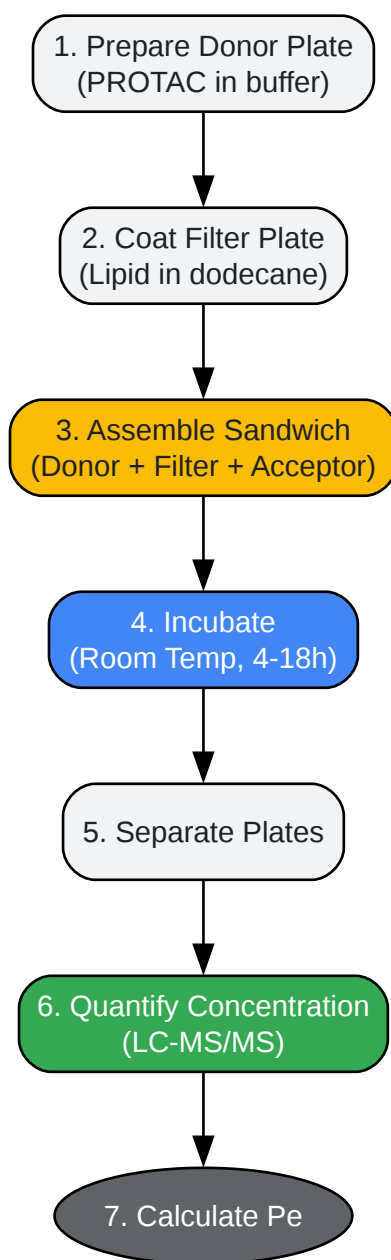 1. Prepare Donor Plate
(PROTAC in buffer)
2. Coat Filter Plate
(Lipid in dodecane)
3. Assemble Sandwich
(Donor + Filter + Acceptor)
4. Incubate
(Room Temp, 4-18h)
5. Separate Plates
6. Quantify Concentration
(LC-MS/MS)
7. Calculate Pe